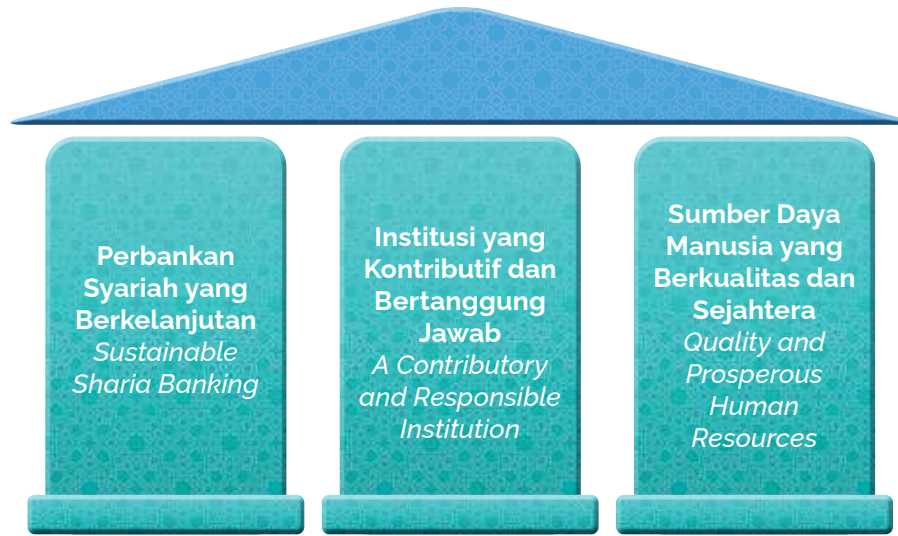 Perbankan
Syariah yang
Berkelanjutan
Sustainable
Sharia Banking
Institusi yang
Kontributif dan
Bertanggung
Jawab
A Contributory
and Responsible
Institution
Sumber Daya
Manusia yang
Berkualitas dan
Sejahtera
Quality and
Prosperous
Human
Resources